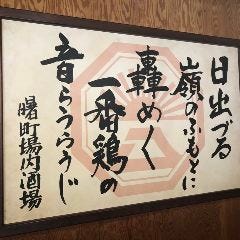 日出づる
嶺のふもとに
轟めく
一番鶏の
音らうらうじ
曙町場内酒場